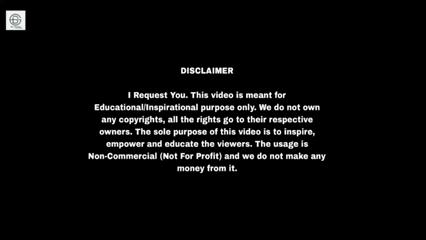 DISCLAIMER
I Request You. This video is meant for
Educational/Inspirational purpose only. We do not own
any copyrights, all the rights go to their respective
owners. The sole purpose of this video is to inspire,
empower and educate the viewers. The usage is
Non-Commercial (Not For Profit) and we do not make any
money from it.